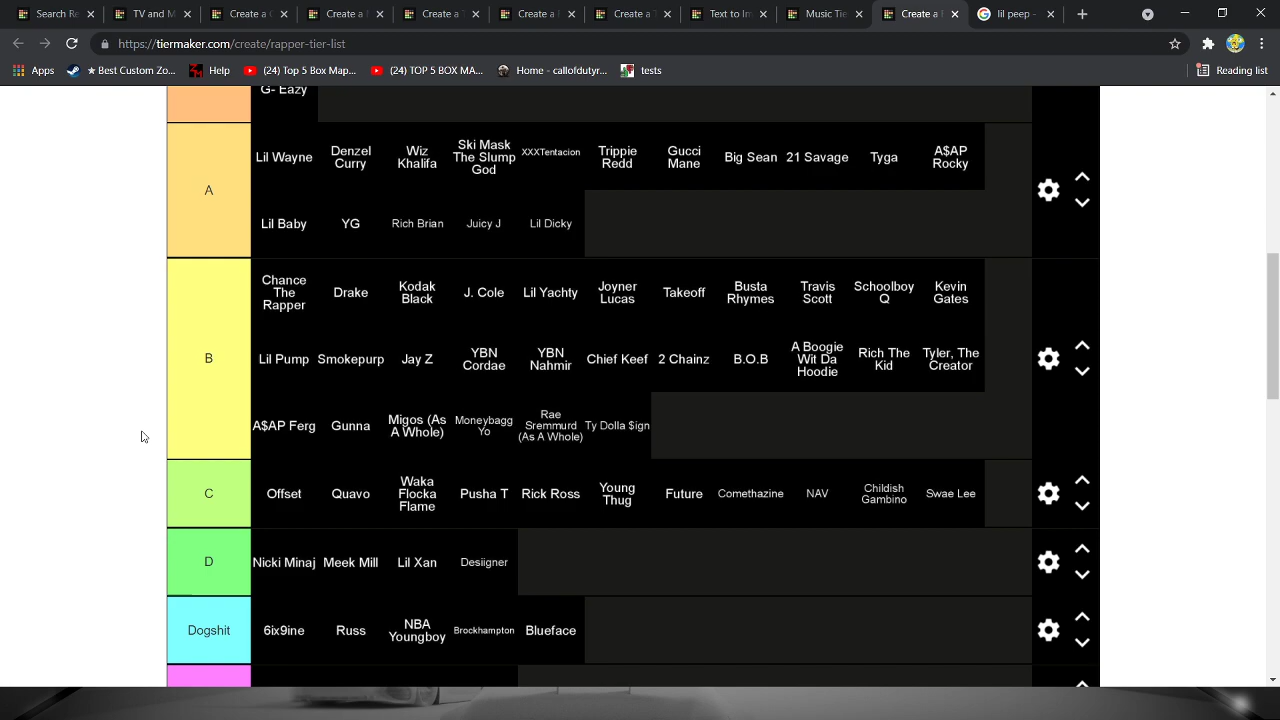 Search Re
TV and M
Create a C
Create a M
Create a T
Create a F
Create a T
Text to Im
Music Tie
Create a E
lil peep -
https://tiermaker.com/create/rapper-tier-list
Apps
★ Best Custom Zo...
Help
(24) Top 5 Box Map...
(24) TOP 5 BOX MA...
Home - callofdutyr...
tests
Reading list
G- Eazy
A
Lil Wayne
Denzel
Curry
Wiz
Khalifa
Ski Mask
The Slump
God
XXXTentacion
Trippie
Redd
Gucci
Mane
Big Sean
21 Savage
Tyga
A$AP
Rocky
Lil Baby
YG
Rich Brian
Juicy J
Lil Dicky
B
Chance
The
Rapper
Drake
Kodak
Black
J. Cole
Lil Yachty
Joyner
Lucas
Takeoff
Busta
Rhymes
Travis
Scott
Schoolboy
Q
Kevin
Gates
Lil Pump
Smokepurp
Jay Z
YBN
Cordae
YBN
Nahmir
Chief Keef
2 Chainz
B.O.B
A Boogie
Wit Da
Hoodie
Rich The
Kid
Tyler, The
Creator
A$AP Ferg
Gunna
Migos (As
A Whole)
Moneybagg
Yo
Rae
Sremmurd
(As A Whole)
Ty Dolla $ign
C
Offset
Quavo
Waka
Flocka
Flame
Pusha T
Rick Ross
Young
Thug
Future
Comethazine
NAV
Childish
Gambino
Swae Lee
D
Nicki Minaj
Meek Mill
Lil Xan
Desiigner
Dogshit
6ix9ine
Russ
NBA
Youngboy
Brockhampton
Blueface